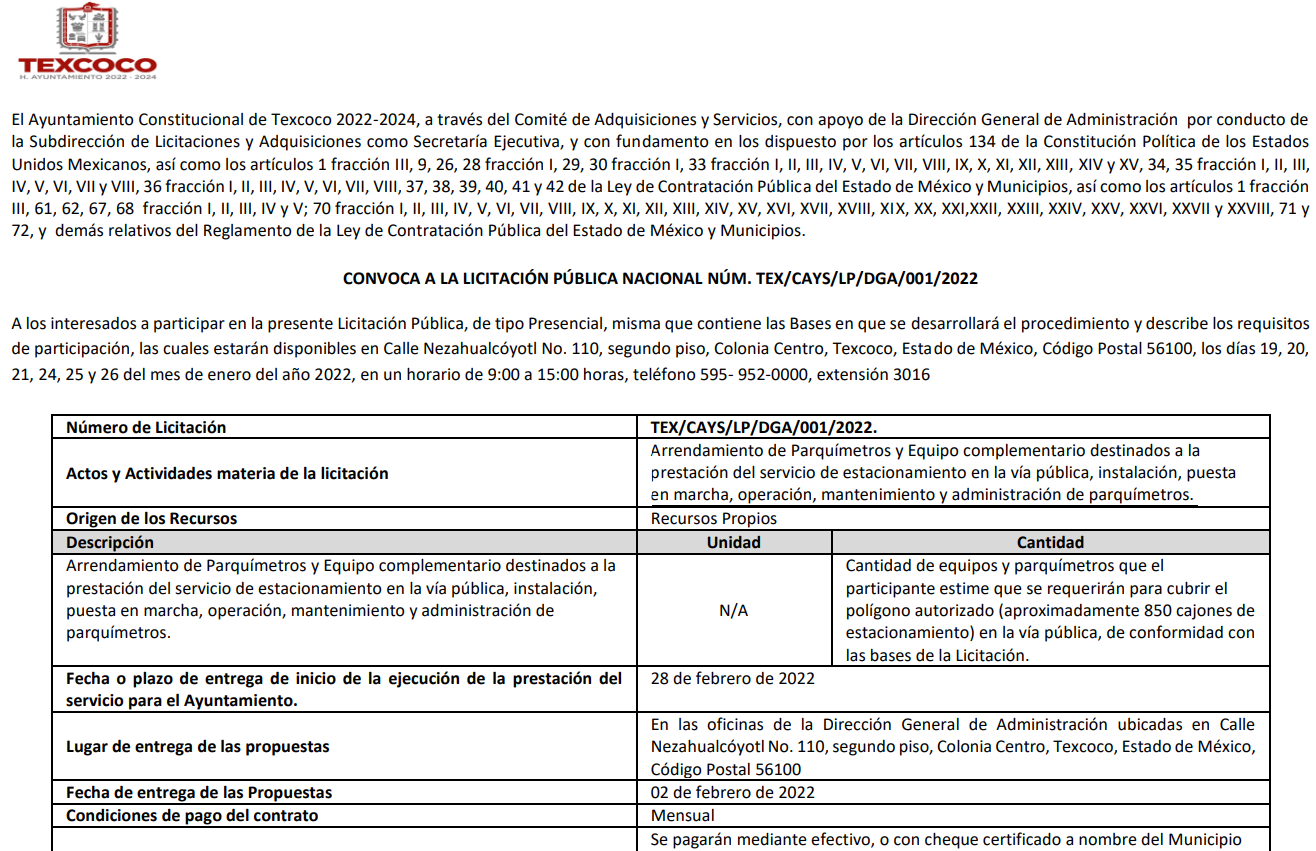 TEXCOCO
H. AYUNTAMIENTO 2022 - 2024
El Ayuntamiento Constitucional de Texcoco 2022-2024, a través del Comité de Adquisiciones y Servicios, con apoyo de la Dirección General de Administración por conducto de
la Subdirección de Licitaciones y Adquisiciones como Secretaría Ejecutiva, y con fundamento en los dispuesto por los artículos 134 de la Constitución Política de los Estados
Unidos Mexicanos, así como los artículos 1 fracción III, 9, 26, 28 fracción I, 29, 30 fracción I, 33 fracción I, II, III, IV, V, VI, VII, VIII, IX, X, XI, XII, XIII, XIV y XV, 34, 35 fracción I, II, III,
IV, V, VI, VII y VIII, 36 fracción I, II, III, IV, V, VI, VII, VIII, 37, 38, 39, 40, 41 y 42 de la Ley de Contratación Pública del Estado de México y Municipios, así como los artículos 1 fracción
III, 61, 62, 67, 68 fracción I, II, III, IV y V; 70 fracción I, II, III, IV, V, VI, VII, VIII, IX, X, XI, XII, XIII, XIV, XV, XVI, XVII, XVIII, XIX, XX, XXI,XXII, XXIII, XXIV, XXV, XXVI, XXVII y XXVIII, 71 y
72, y demás relativos del Reglamento de la Ley de Contratación Pública del Estado de México y Municipios.
CONVOCA A LA LICITACIÓN PÚBLICA NACIONAL NÚM. TEX/CAYS/LP/DGA/001/2022
A los interesados a participar en la presente Licitación Pública, de tipo Presencial, misma que contiene las Bases en que se desarrollará el procedimiento y describe los requisitos
de participación, las cuales estarán disponibles en Calle Nezahualcóyotl No. 110, segundo piso, Colonia Centro, Texcoco, Estado de México, Código Postal 56100, los días 19, 20,
21, 24, 25 y 26 del mes de enero del año 2022, en un horario de 9:00 a 15:00 horas, teléfono 595- 952-0000, extensión 3016
Número de Licitación
TEX/CAYS/LP/DGA/001/2022.
Actos y Actividades materia de la licitación
Arrendamiento de Parquímetros y Equipo complementario destinados a la
prestación del servicio de estacionamiento en la vía pública, instalación, puesta
en marcha, operación, mantenimiento y administración de parquímetros.
Origen de los Recursos
Recursos Propios
Descripción
Unidad
Cantidad
Arrendamiento de Parquímetros y Equipo complementario destinados a la
prestación del servicio de estacionamiento en la vía pública, instalación,
puesta en marcha, operación, mantenimiento y administración de
parquímetros.
N/A
Cantidad de equipos y parquímetros que el
participante estime que se requerirán para cubrir el
polígono autorizado (aproximadamente 850 cajones de
estacionamiento) en la vía pública, de conformidad con
las bases de la Licitación.
Fecha o plazo de entrega de inicio de la ejecución de la prestación del
servicio para el Ayuntamiento.
28 de febrero de 2022
Lugar de entrega de las propuestas
En las oficinas de la Dirección General de Administración ubicadas en Calle
Nezahualcóyotl No. 110, segundo piso, Colonia Centro, Texcoco, Estado de México,
Código Postal 56100
Fecha de entrega de las Propuestas
02 de febrero de 2022
Condiciones de pago del contrato
Mensual
Se pagarán mediante efectivo, o con cheque certificado a nombre del Municipio